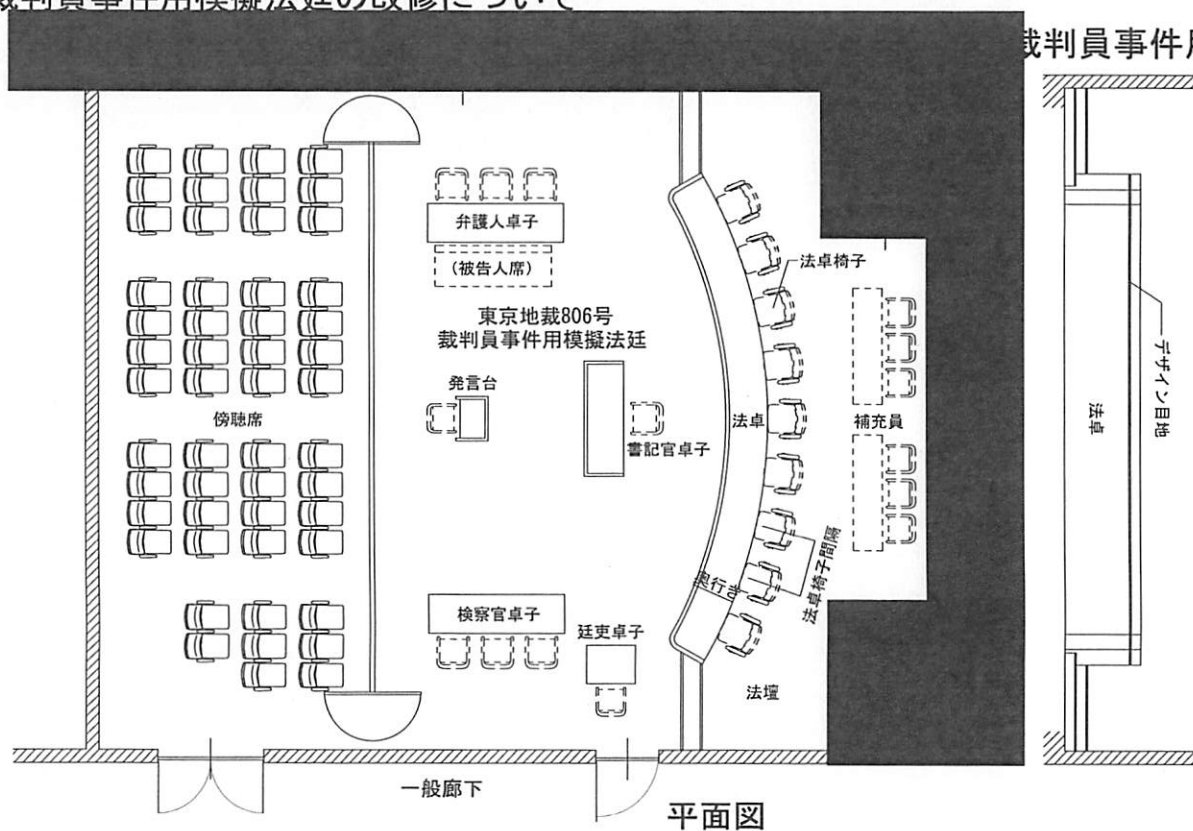 裁判員事件用模擬法廷の改修について
裁判員事件用
弁護人卓子
(被告人席)
法卓椅子
東京地裁806号
裁判員事件用模擬法廷
発言台
傍聴席
法卓
補充員
書記官卓子
デザイン目地
法卓
奥行き
法卓椅子間隔
検察官卓子
廷吏卓子
法壇
一般廊下
平面図